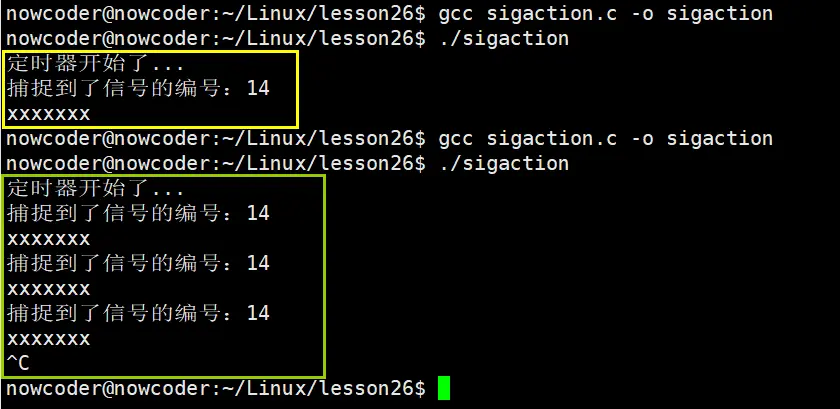 nowcoder@nowcoder:~/Linux/lesson26$ gcc sigaction.c -o sigaction
nowcoder@nowcoder:~/Linux/lesson26$ ./sigaction
定时器开始了...
捕捉到了信号的编号：14
xxxxxxx
nowcoder@nowcoder:~/Linux/lesson26$ gcc sigaction.c -o sigaction
nowcoder@nowcoder:~/Linux/lesson26$ ./sigaction
定时器开始了...
捕捉到了信号的编号：14
xxxxxxx
捕捉到了信号的编号：14
xxxxxxx
捕捉到了信号的编号：14
xxxxxxx
^C
nowcoder@nowcoder:~/Linux/lesson26$